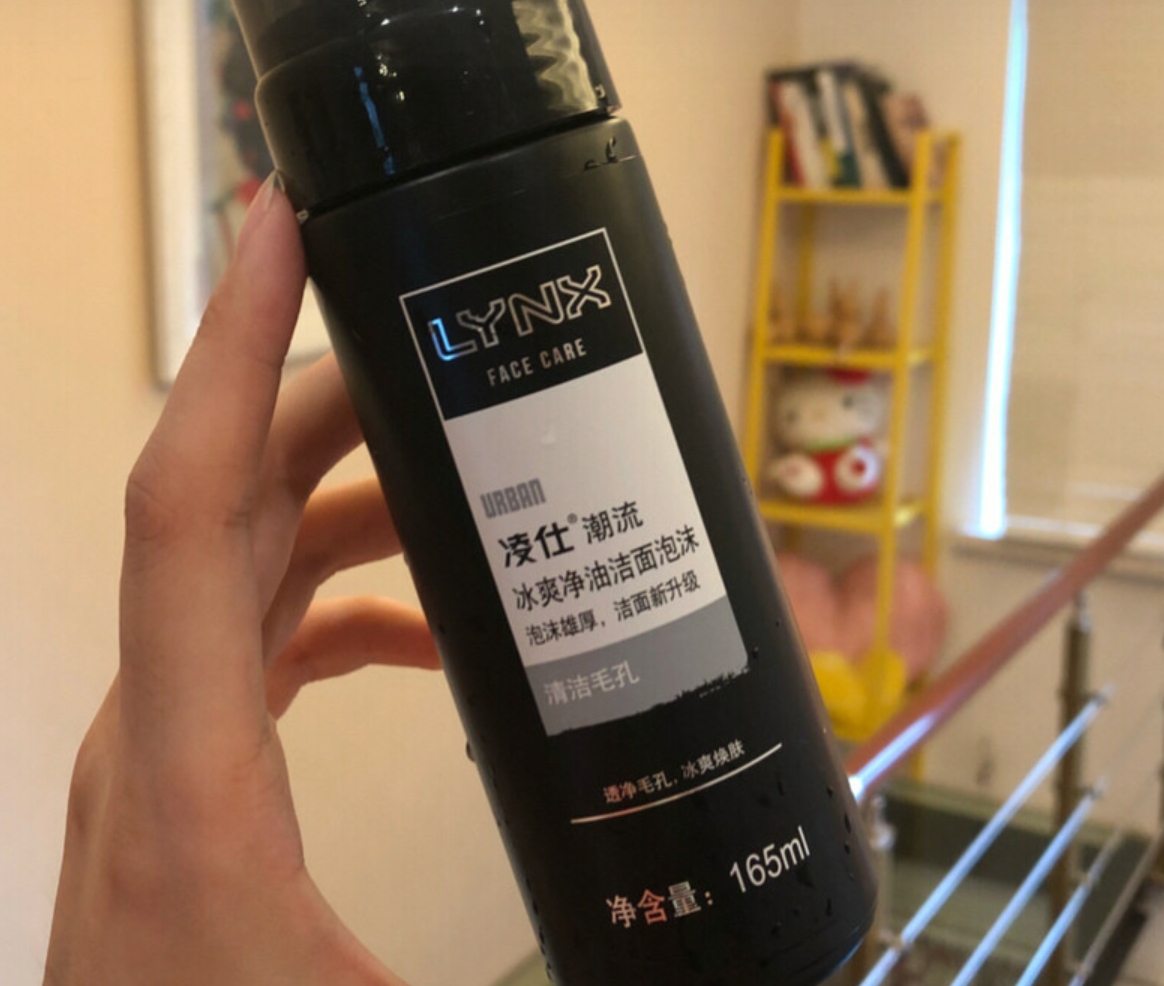 LYNX
FACE CARE
URBAN
凌仕®潮流
冰爽净油洁面泡沫
泡沫雄厚，洁面新升级
清洁毛孔
透净毛孔，冰爽焕肤
净含量：165ml